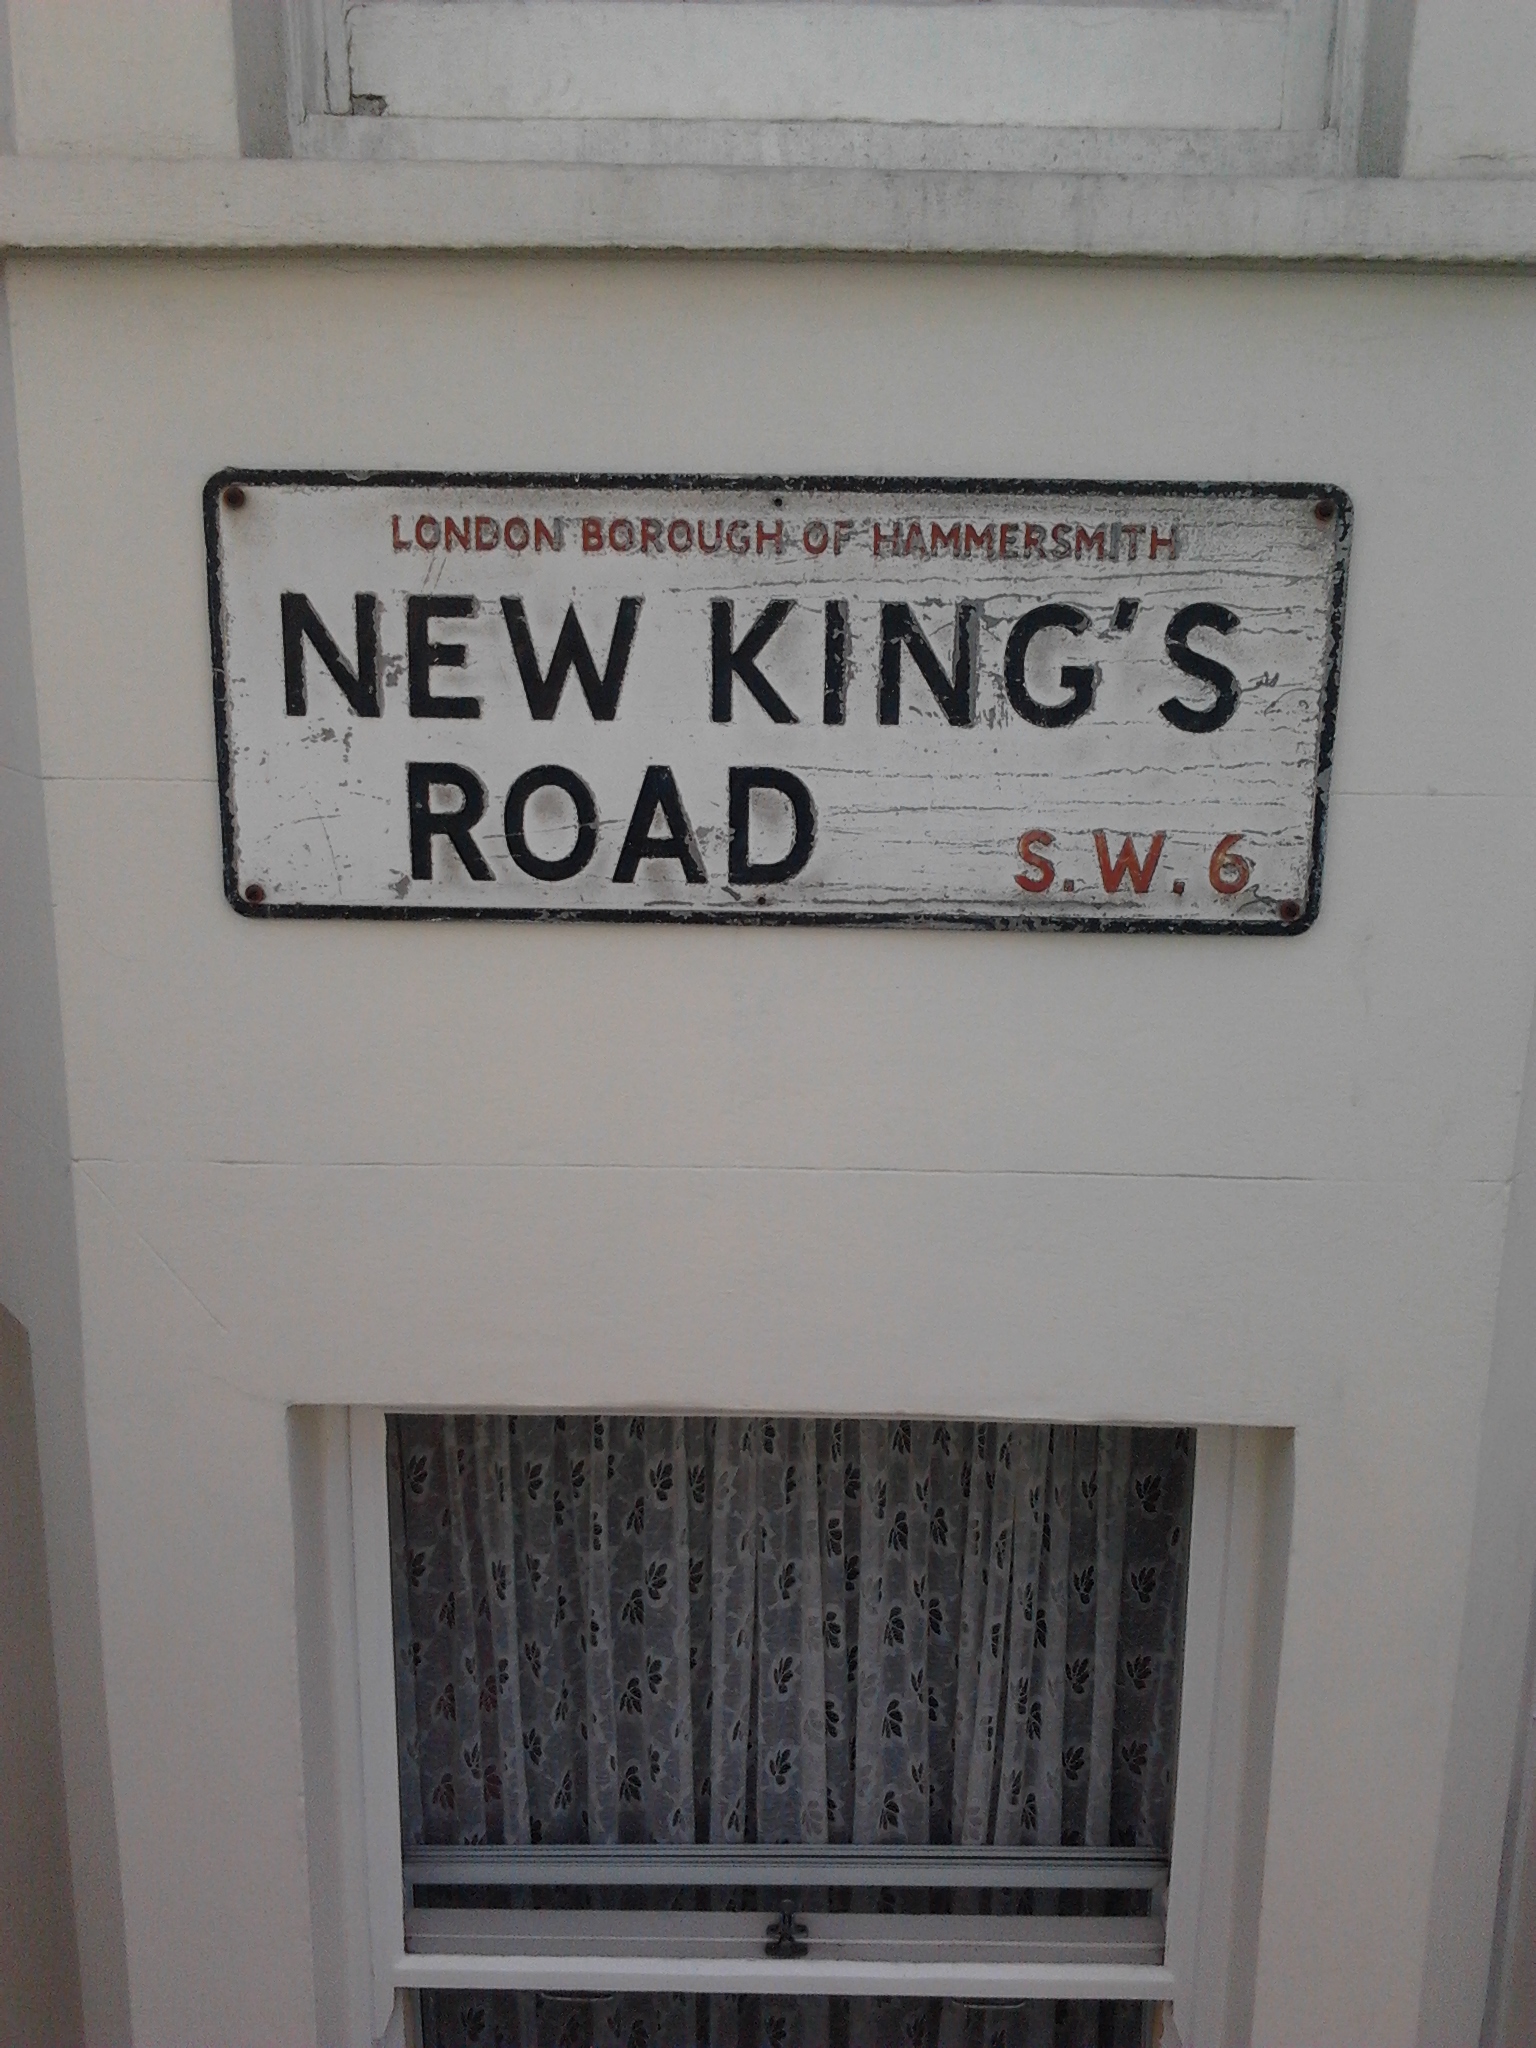 LONDON BOROUGH OF HAMMERSMITH
NEW KING'S
ROAD
S.W.6